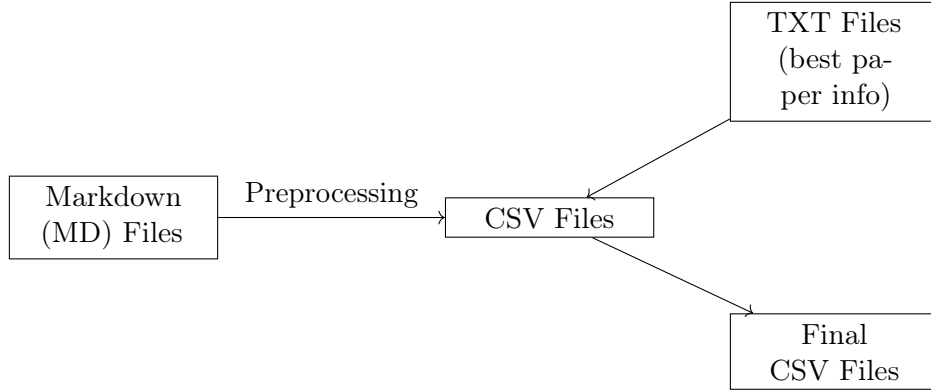 TXT Files
(best pa-
per info)
Markdown
(MD) Files
Preprocessing
CSV Files
Final
CSV Files